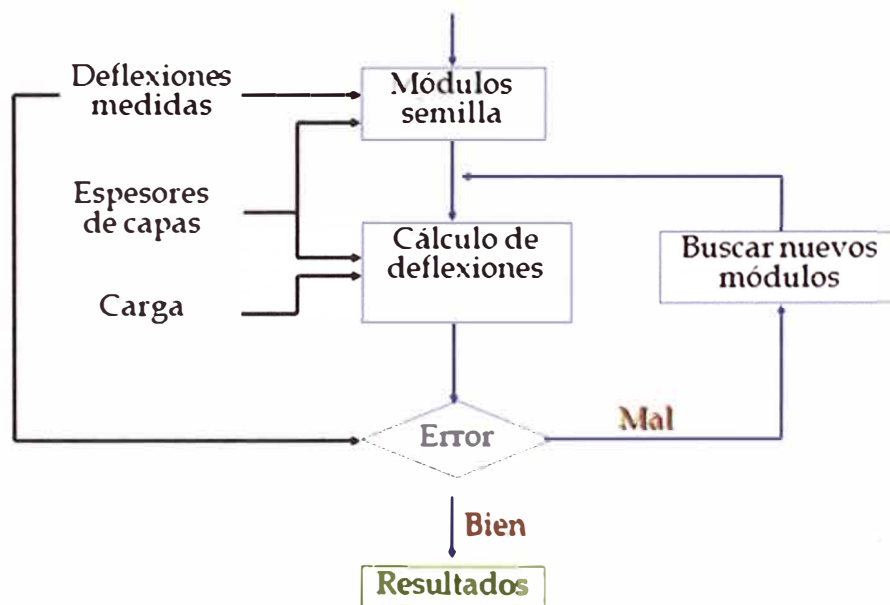 Deflexiones
medidas
Módulos
semilla
Espesores
de capas
Cálculo de
deflexiones
Buscar nuevos
módulos
Carga
Error
Mal
Bien
Resultados